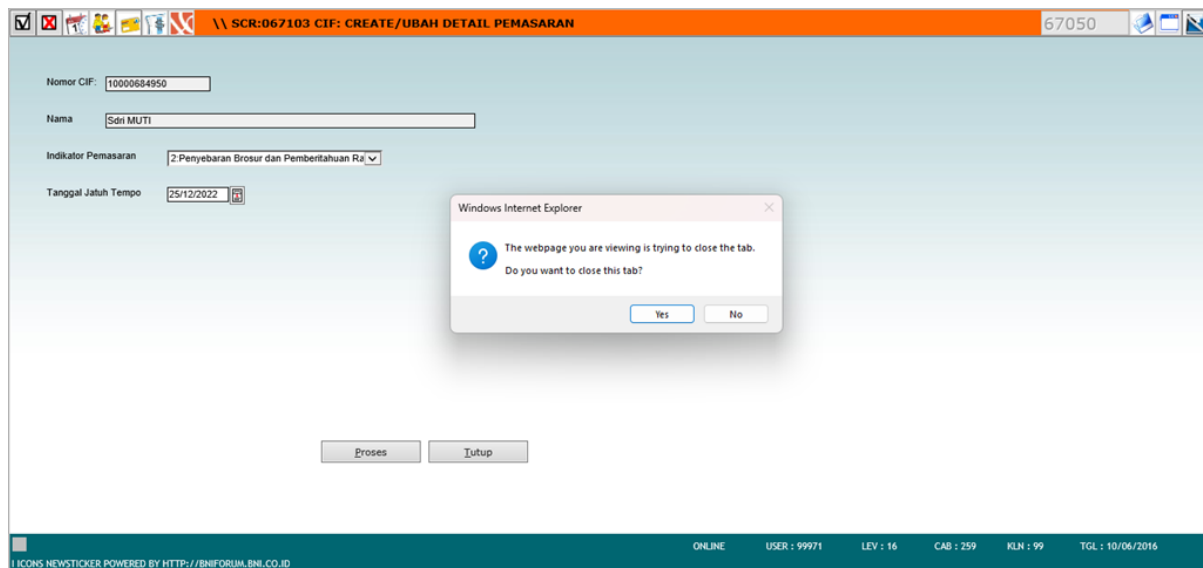 \\ SCR:067103 CIF: CREATE/UBAH DETAIL PEMASARAN
67050
Nomor CIF: 10000684950
Nama Sdri MUTI
Indikator Pemasaran 2:Penyebaran Brosur dan Pemberitahuan Ra
Tanggal Jatuh Tempo 25/12/2022
Windows Internet Explorer
The webpage you are viewing is trying to close the tab.
Do you want to close this tab?
Yes No
Proses Tutup
ONLINE USER : 99971 LEV : 16 CAB : 259 KLN : 99 TGL : 10/06/2016
I ICONS NEWSTICKER POWERED BY HTTP://BNIFORUM.BNI.CO.ID